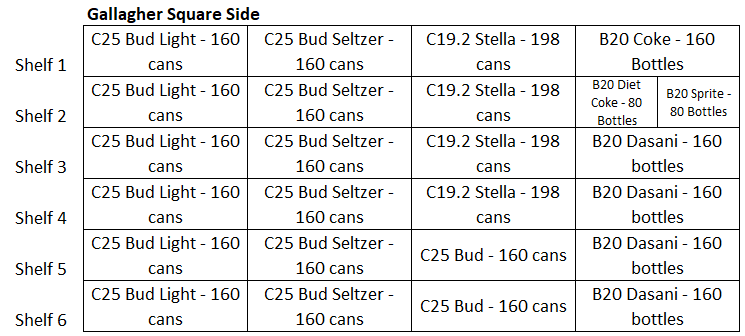 Gallagher Square Side
Shelf 1
C25 Bud Light - 160
cans
C25 Bud Seltzer -
160 cans
C19.2 Stella - 198
cans
B20 Coke - 160
Bottles
Shelf 2
C25 Bud Light - 160
cans
C25 Bud Seltzer -
160 cans
C19.2 Stella - 198
cans
B20 Diet
Coke - 80
Bottles
B20 Sprite -
80 Bottles
Shelf 3
C25 Bud Light - 160
cans
C25 Bud Seltzer -
160 cans
C19.2 Stella - 198
cans
B20 Dasani - 160
bottles
Shelf 4
C25 Bud Light - 160
cans
C25 Bud Seltzer -
160 cans
C19.2 Stella - 198
cans
B20 Dasani - 160
bottles
Shelf 5
C25 Bud Light - 160
cans
C25 Bud Seltzer -
160 cans
C25 Bud - 160 cans
B20 Dasani - 160
bottles
Shelf 6
C25 Bud Light - 160
cans
C25 Bud Seltzer -
160 cans
C25 Bud - 160 cans
B20 Dasani - 160
bottles